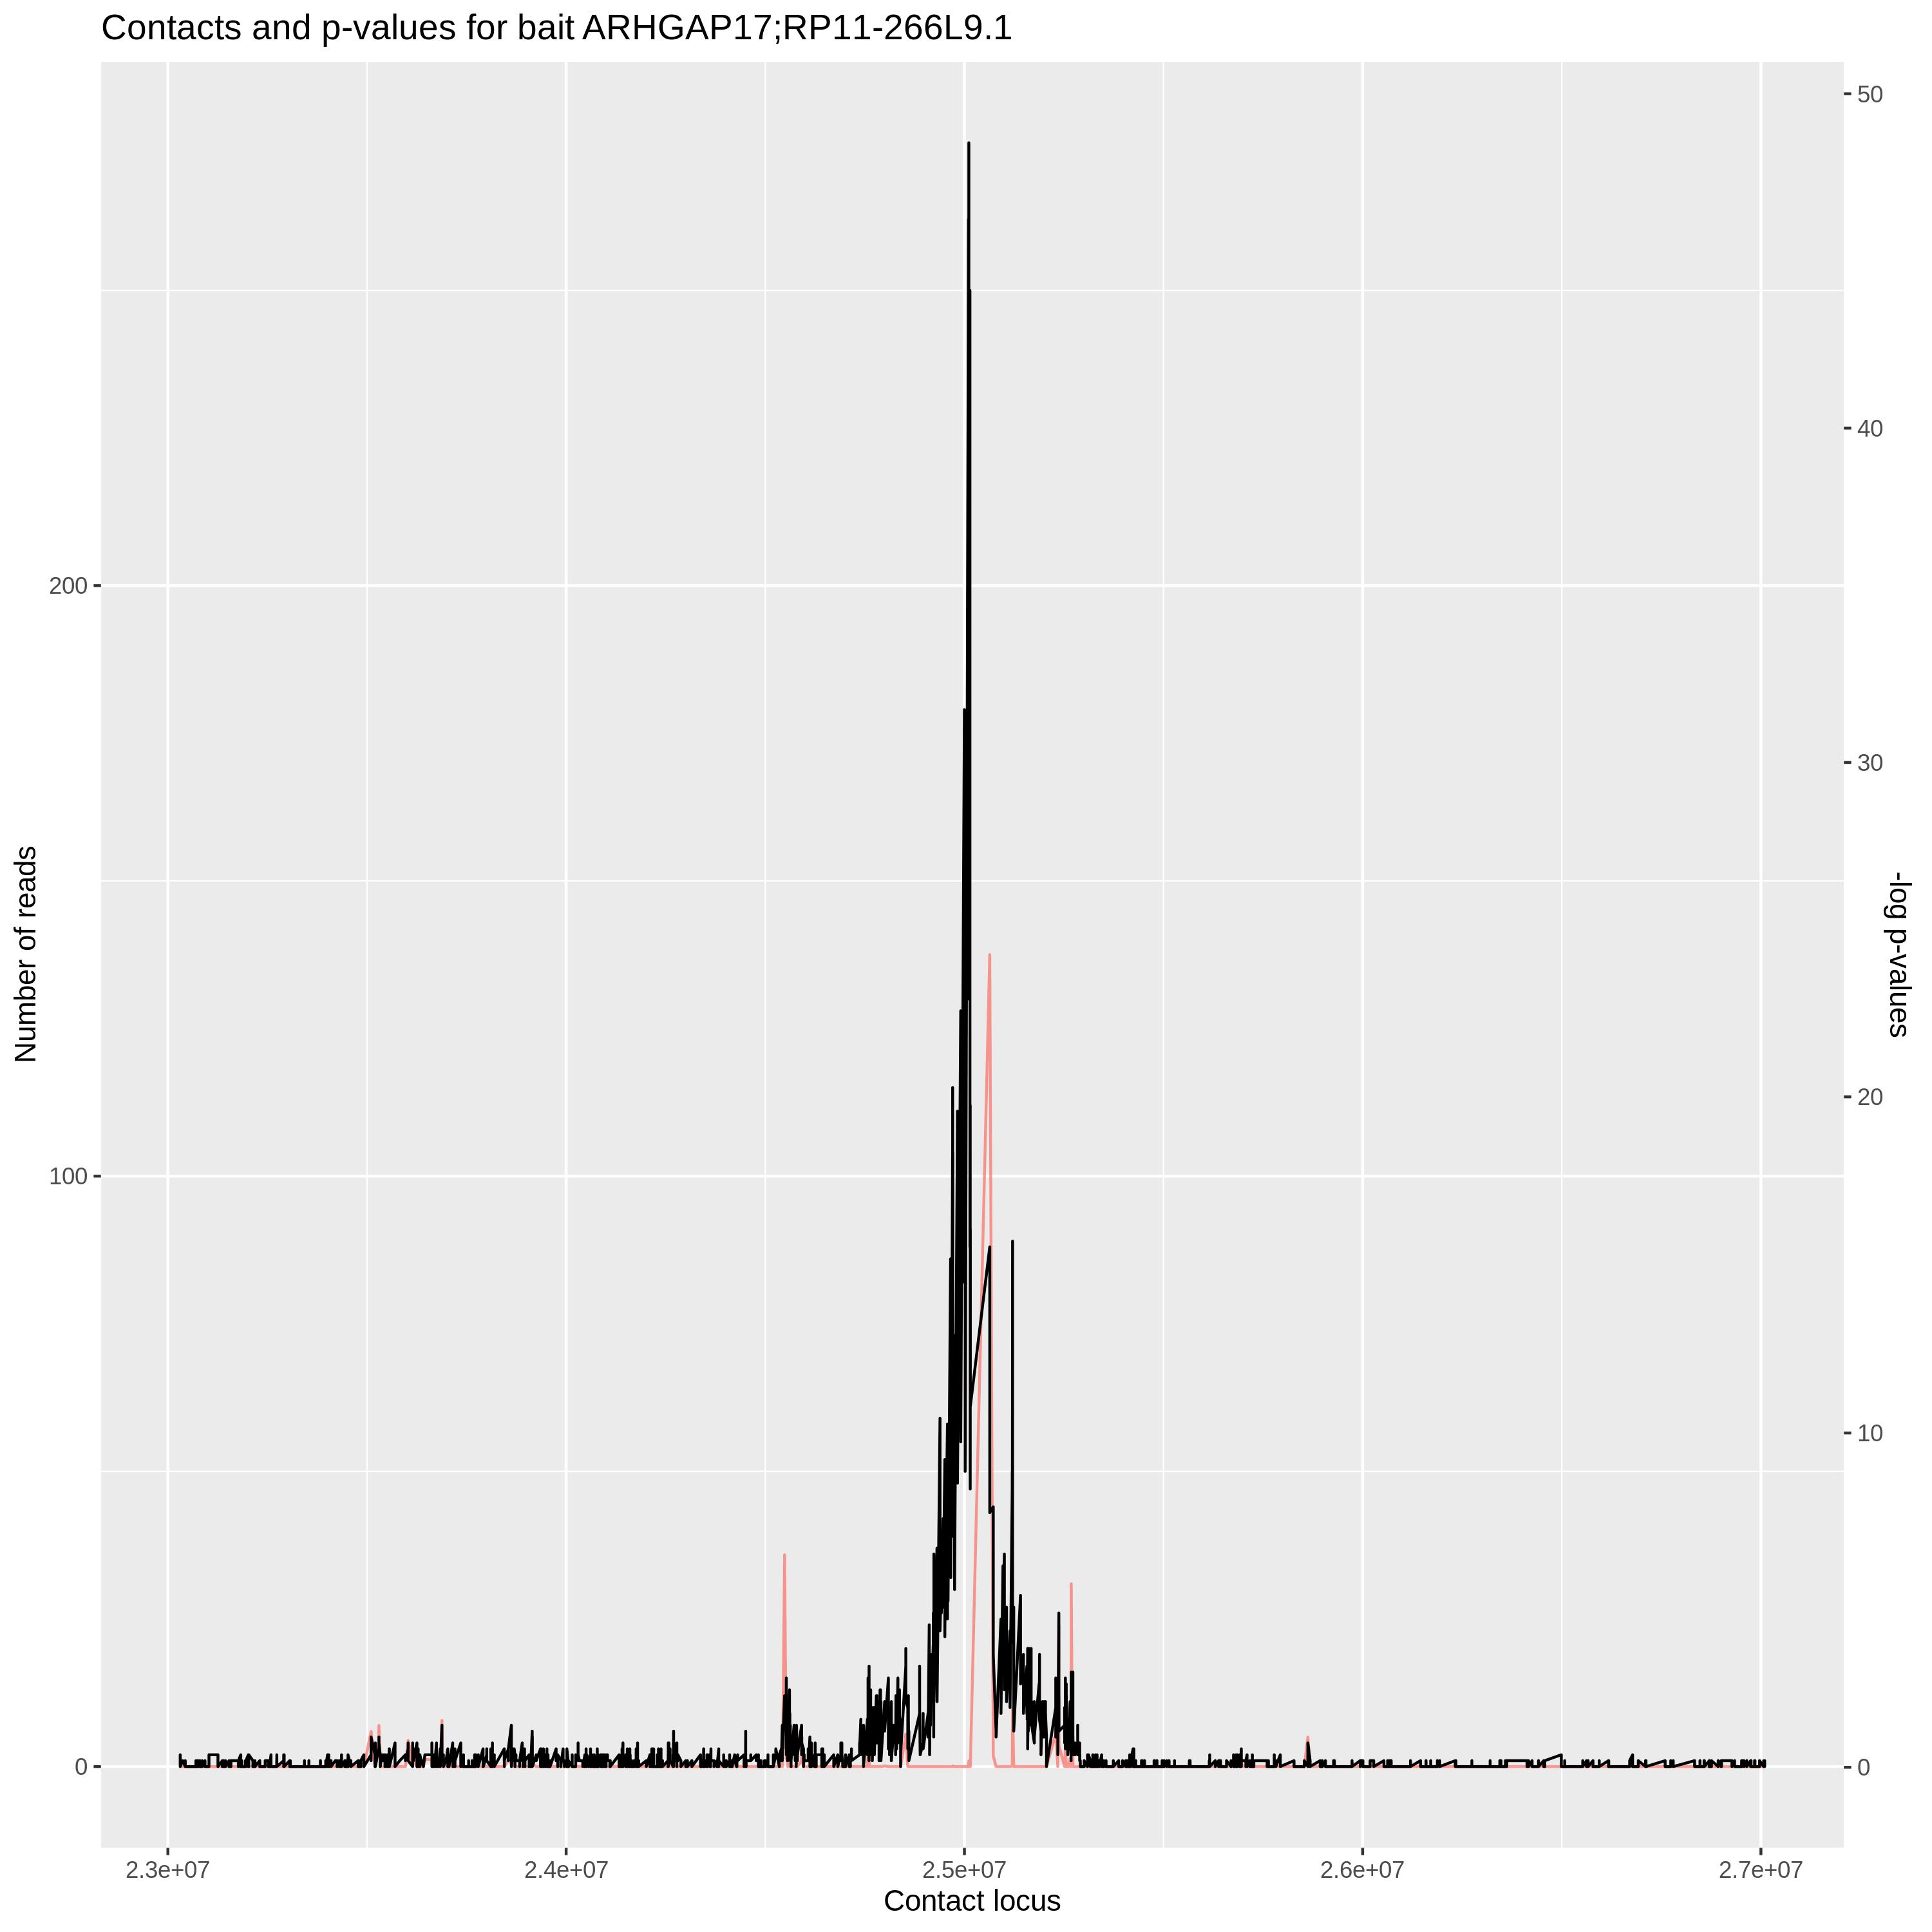 Contacts and p-values for bait ARHGAP17;RP11-266L9.1
50
40
200
30
Number of reads
-log p-values
20
100
10
0
0
2.3e+07
2.4e+07
2.5e+07
2.6e+07
2.7e+07
Contact locus